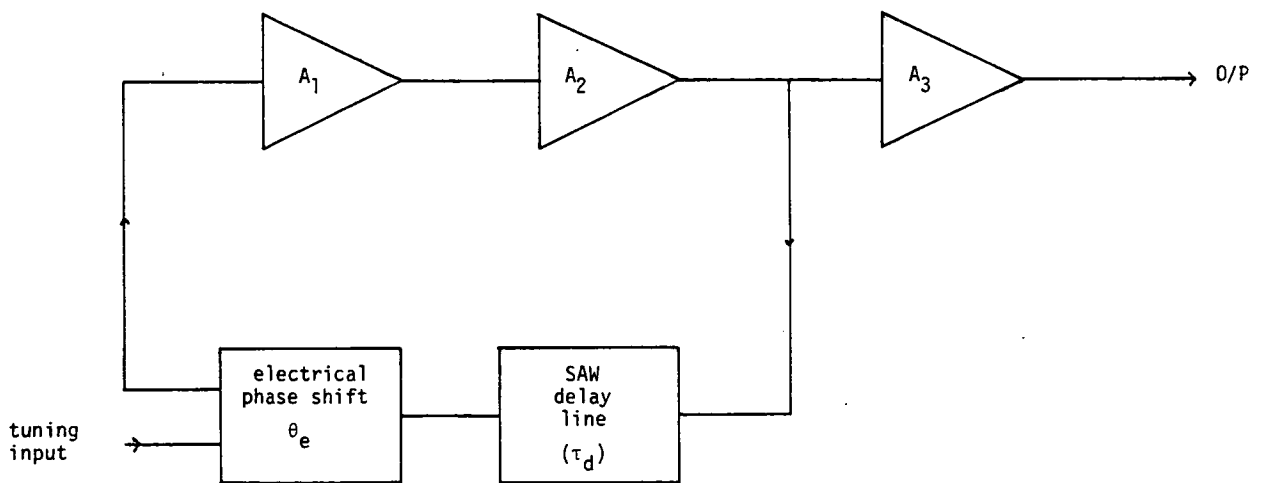 A1
A2
A3
O/P
electrical
phase shift
θe
SAW
delay
line
(τd)
tuning
input